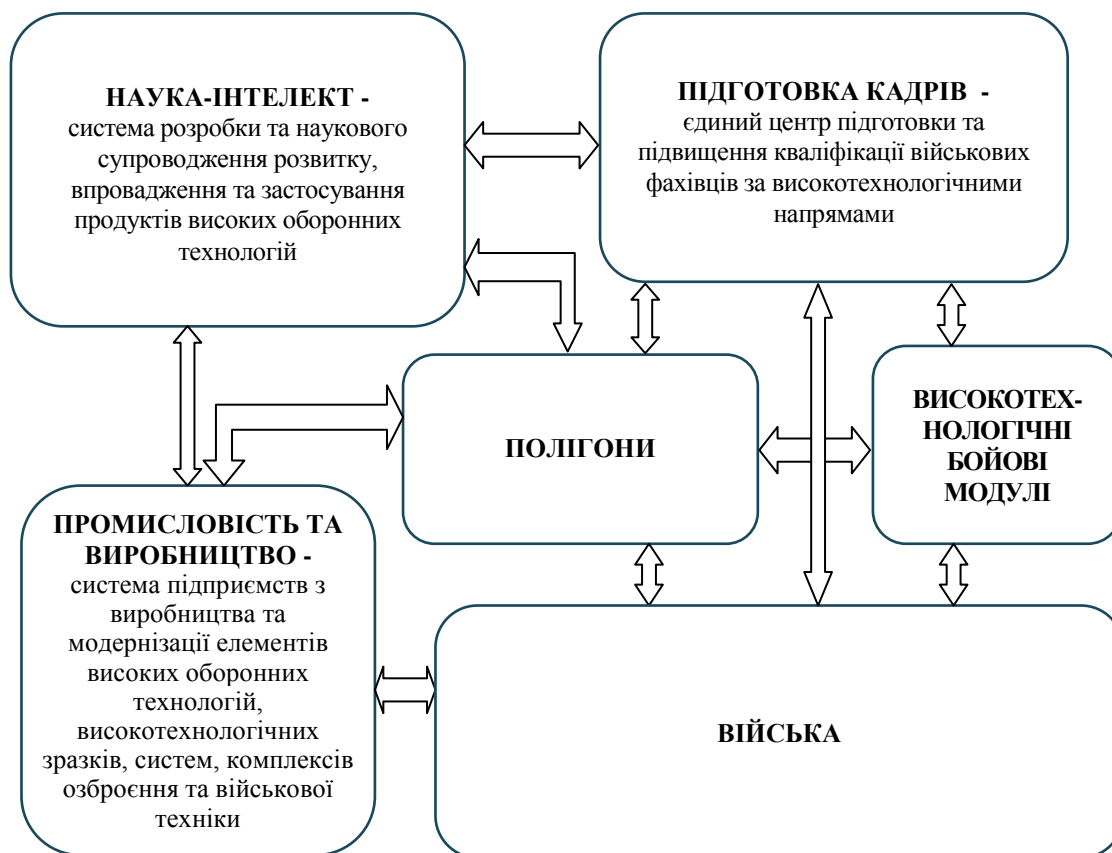 НАУКА-ІНТЕЛЕКТ -
система розробки та наукового
супроводження розвитку,
впровадження та застосування
продуктів високих оборонних
технологій
ПІДГОТОВКА КАДРІВ -
єдиний центр підготовки та
підвищення кваліфікації військових
фахівців за високотехнологічними
напрямами
ПОЛІГОНИ
ВИСОКОТЕХ-
НОЛОГІЧНІ
БОЙОВІ
МОДУЛІ
ПРОМИСЛОВІСТЬ ТА
ВИРОБНИЦТВО -
система підприємств з
виробництва та
модернізації елементів
високих оборонних
технологій,
високотехнологічних
зразків, систем, комплексів
озброєння та військової
техніки
ВІЙСЬКА